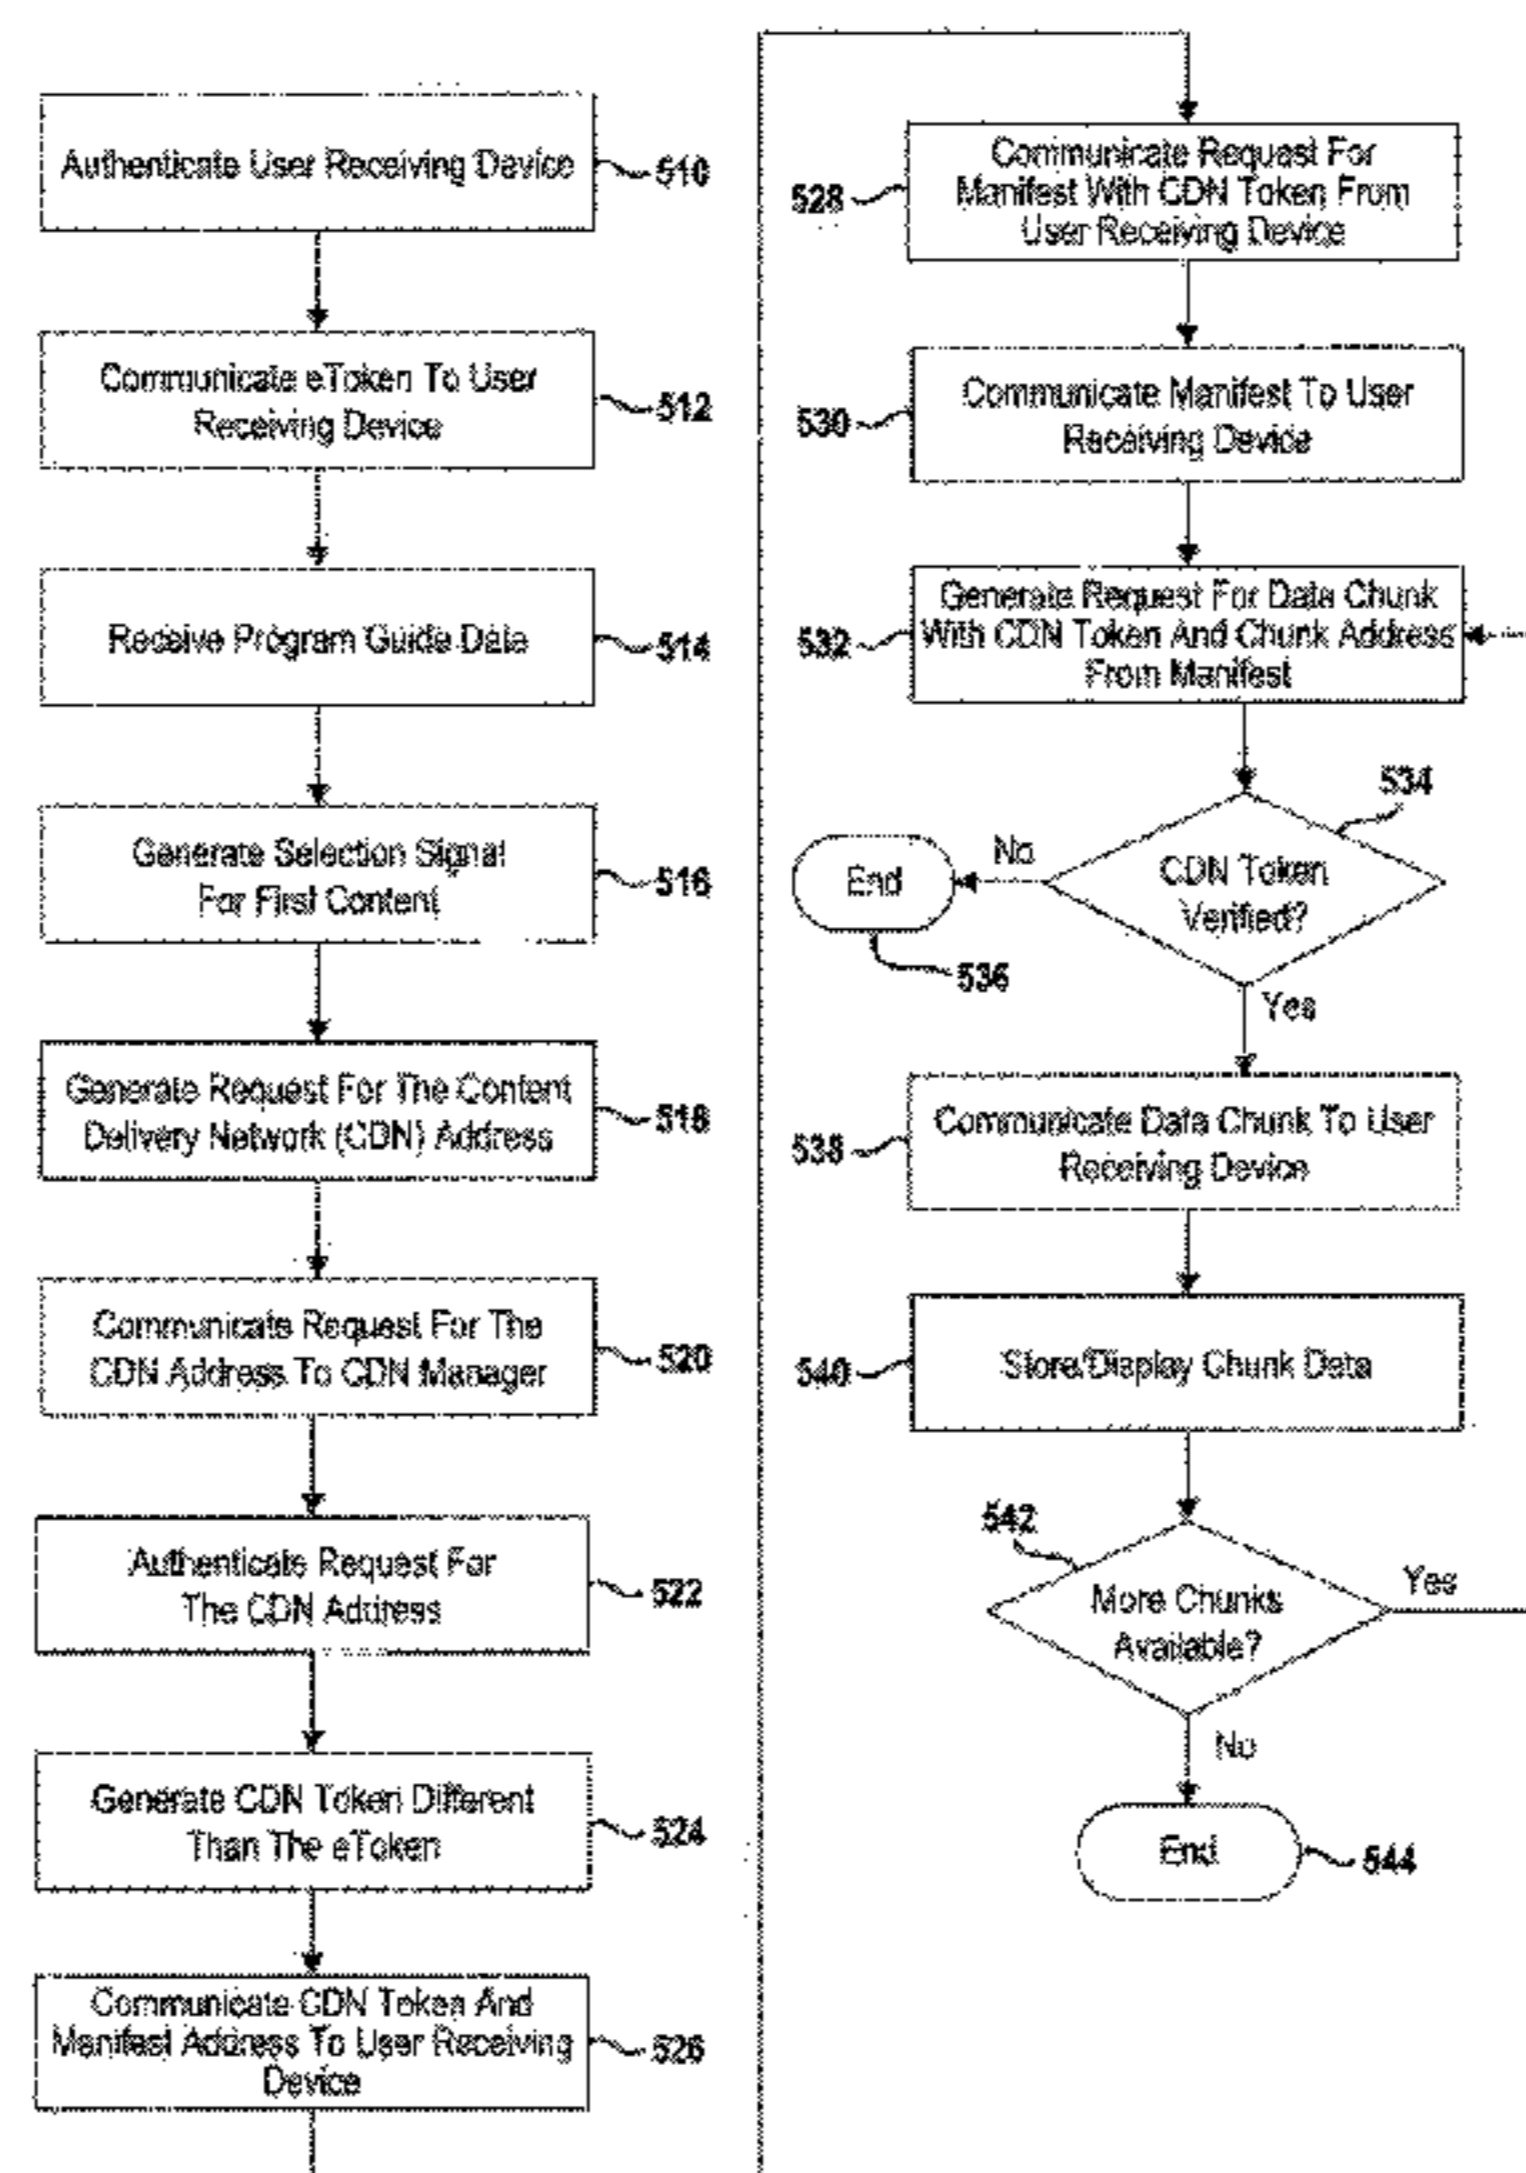 Authenticate User Receiving Device
510
Communicate eToken To User
Receiving Device
512
Receive Program Guide Data
514
Generate Selection Signal
For First Content
516
Generate Request For The Content
Delivery Network (CDN) Address
518
Communicate Request For The
CDN Address To CDN Manager
520
Authenticate Request For
The CDN Address
522
Generate CDN Token Different
Than The eToken
524
Communicate CDN Token And
Manifest Address To User Receiving
Device
526
Communicate Request For
Manifest With CDN Token From
User Receiving Device
528
Communicate Manifest To User
Receiving Device
530
Generate Request For Data Chunk
With CDN Token And Chunk Address
From Manifest
532
534
CDN Token
Verified?
No
End
536
Yes
Communicate Data Chunk To User
Receiving Device
538
Store/Display Chunk Data
540
542
More Chunks
Available?
Yes
No
End
544